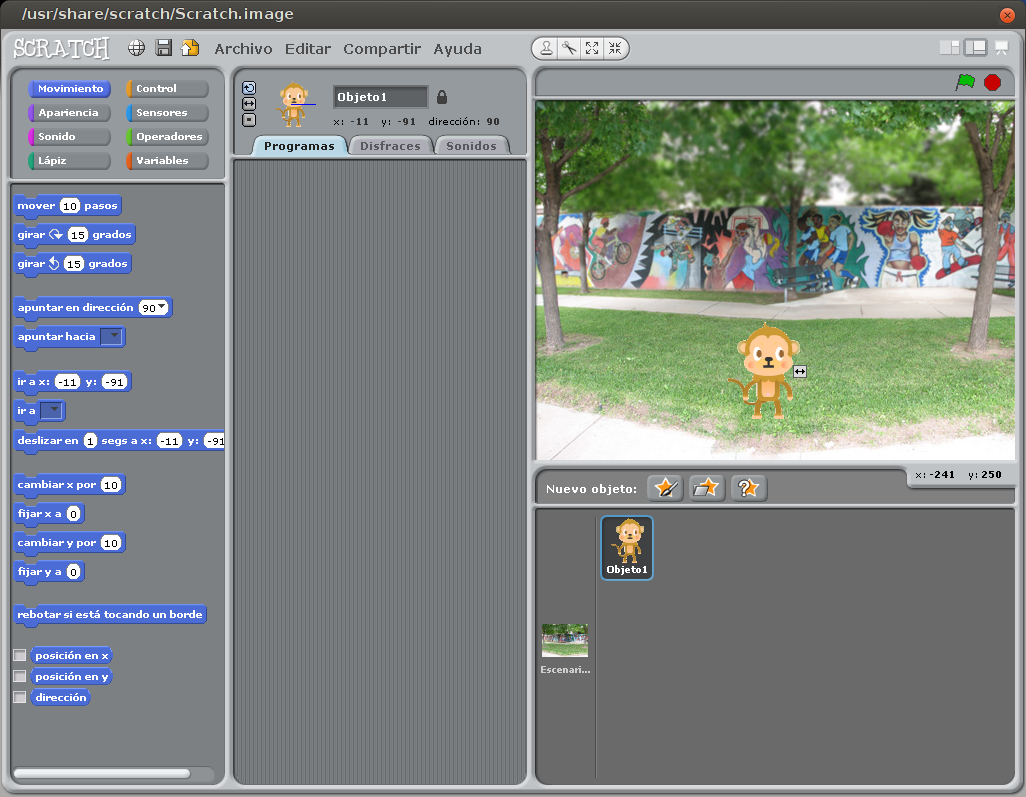 /usr/share/scratch/Scratch.image
SCRATCH
Archivo Editar Compartir Ayuda
Movimiento Control
Apariencia Sensores
Sonido Operadores
Lápiz Variables
mover 10 pasos
girar 15 grados
girar 15 grados
apuntar en dirección 90
apuntar hacia
ir a x: -11 y: -91
ir a
deslizar en 1 segs a x: -11 y: -91
cambiar x por 10
fijar x a 0
cambiar y por 10
fijar y a 0
rebotar si está tocando un borde
posición en x
posición en y
dirección
Objeto1
x: -11 y: -91 dirección: 90
Programas Disfraces Sonidos
x: -241 y: 250
Nuevo objeto:
?
Objeto1
Escenari...